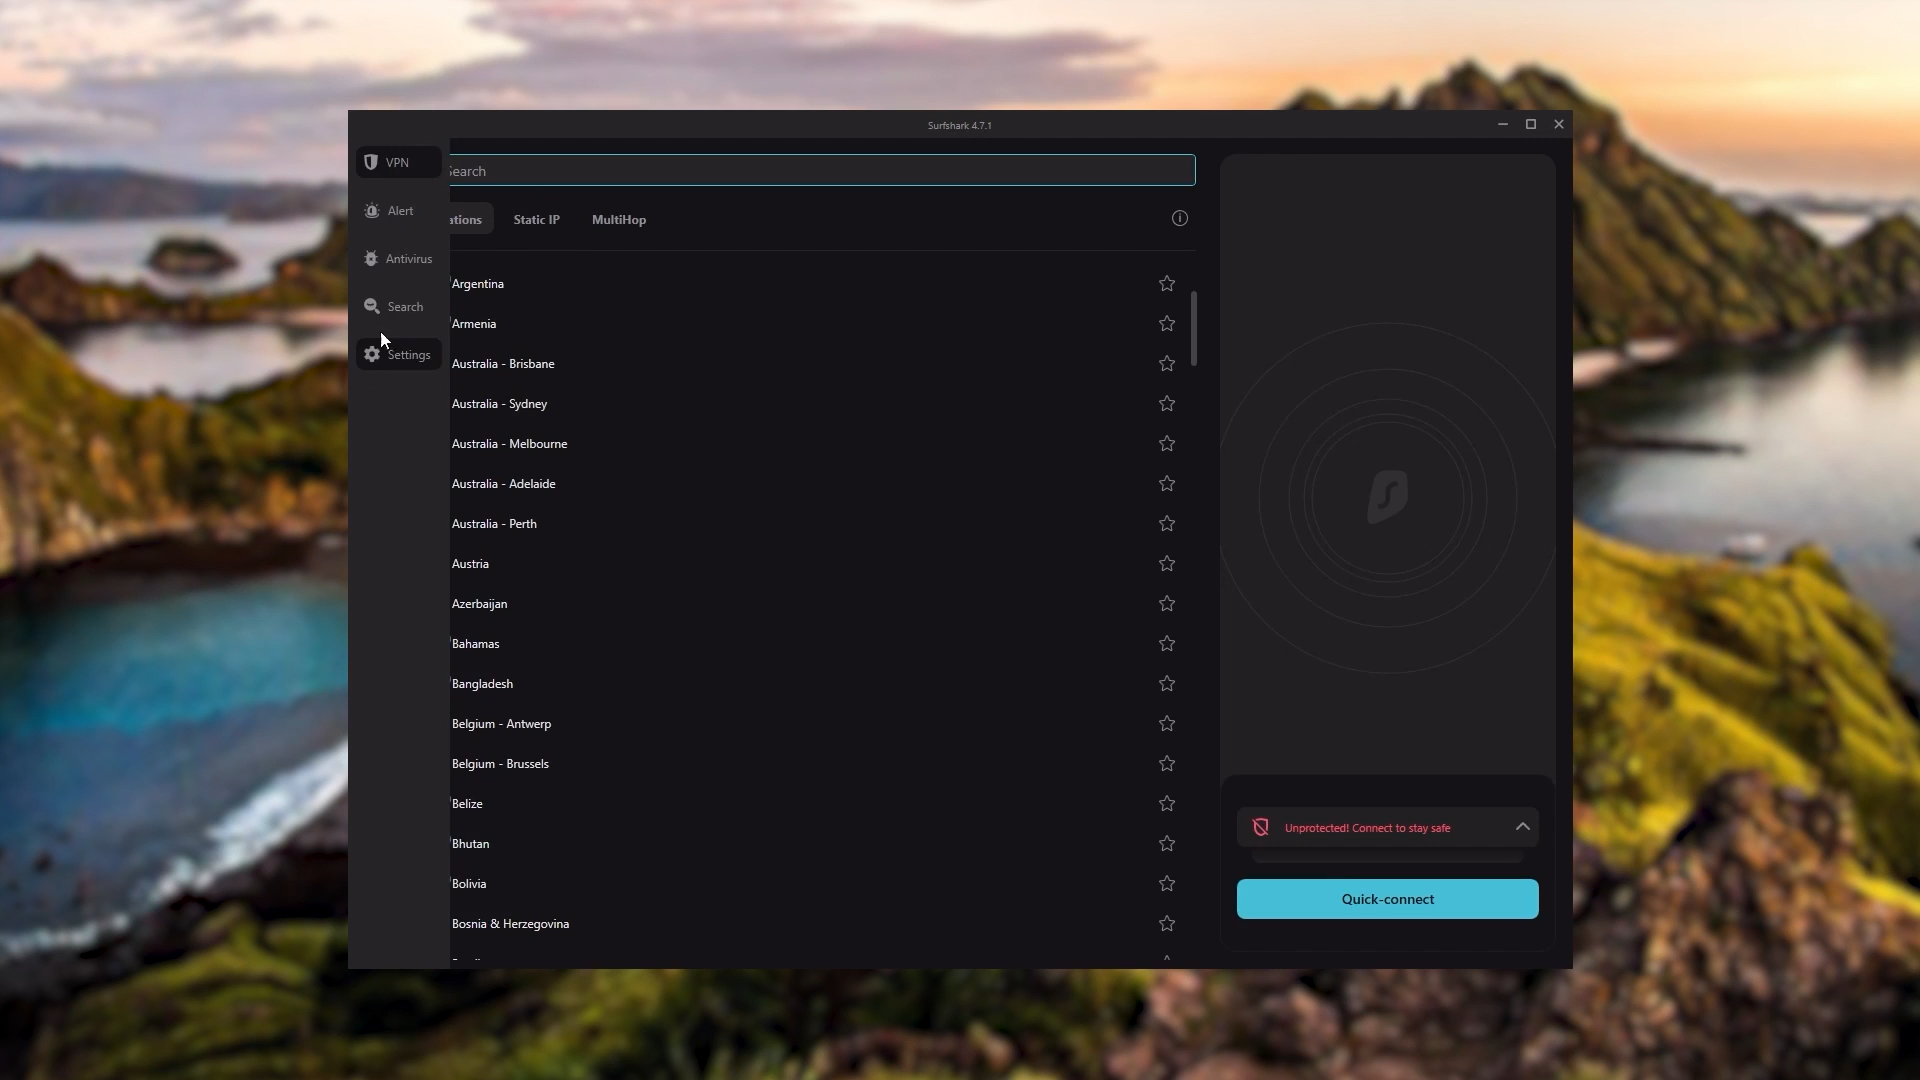 Surfshark 4.7.1
VPN
Alert
Antivirus
Search
Settings
Search
ations
Static IP
MultiHop
Argentina
Armenia
Australia - Brisbane
Australia - Sydney
Australia - Melbourne
Australia - Adelaide
Australia - Perth
Austria
Azerbaijan
Bahamas
Bangladesh
Belgium - Antwerp
Belgium - Brussels
Belize
Bhutan
Bolivia
Bosnia & Herzegovina
Unprotected! Connect to stay safe
Quick-connect